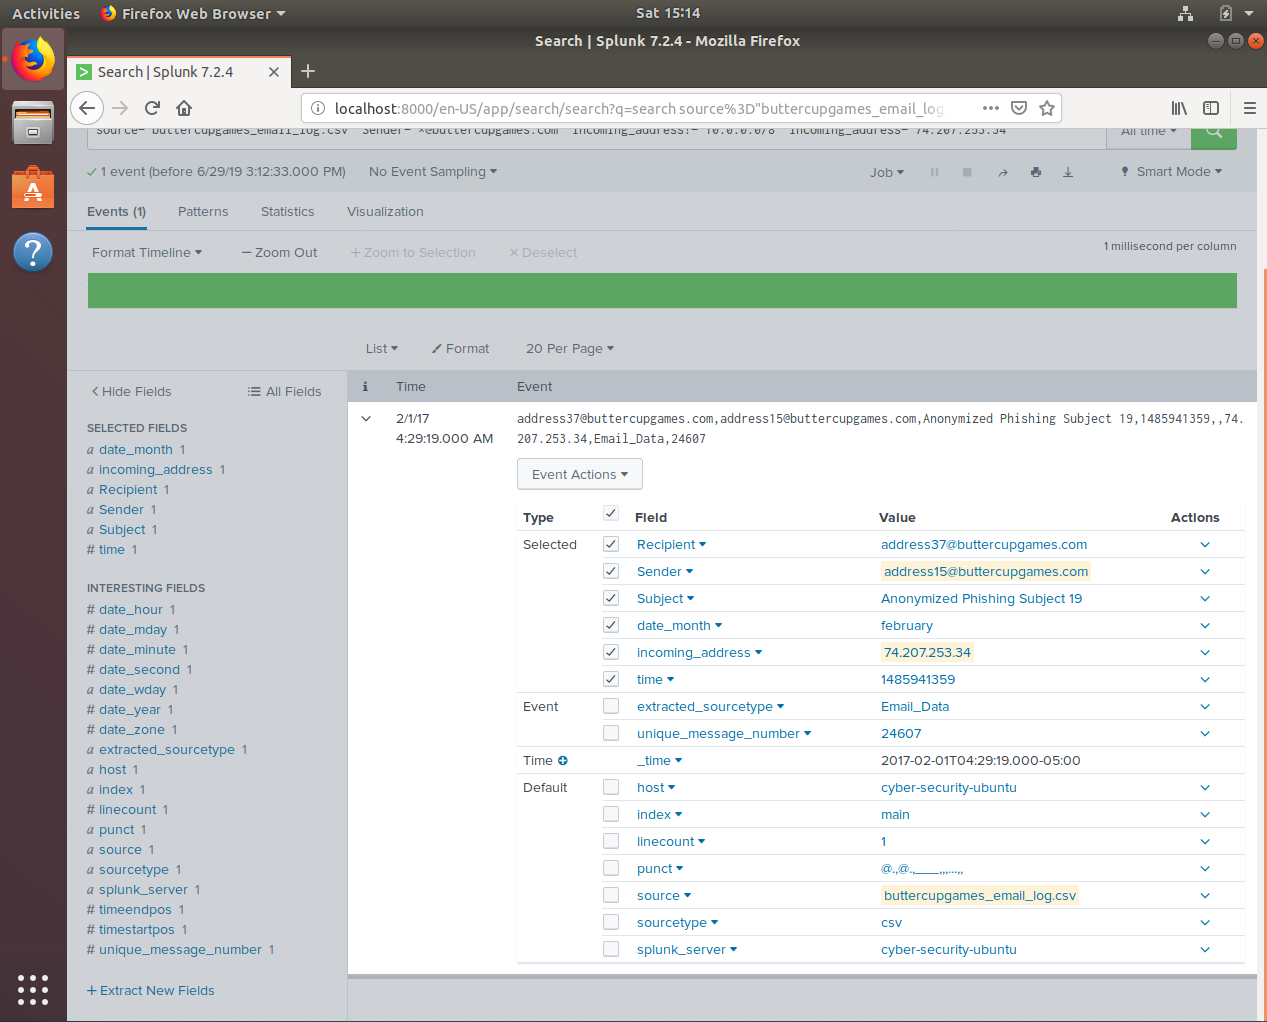 Activities
Firefox Web Browser
Sat 15:14
Search | Splunk 7.2.4 - Mozilla Firefox
Search | Splunk 7.2.4
localhost:8000/en-US/app/search/search?q=search source%3D"buttercupgames_email_log
source="buttercupgames_email_log.csv" Sender="*@buttercupgames.com" incoming_address!="10.0.0.0/8" incoming_address="74.207.253.34"
All time
1 event (before 6/29/19 3:12:33.000 PM)
No Event Sampling
Job
Smart Mode
Events (1)
Patterns
Statistics
Visualization
Format Timeline
— Zoom Out
+ Zoom to Selection
× Deselect
1 millisecond per column
List
Format
20 Per Page
< Hide Fields
All Fields
i
Time
Event
SELECTED FIELDS
a date_month 1
a incoming_address 1
a Recipient 1
a Sender 1
a Subject 1
# time 1
INTERESTING FIELDS
# date_hour 1
# date_mday 1
# date_minute 1
# date_second 1
a date_wday 1
# date_year 1
# date_zone 1
a extracted_sourcetype 1
a host 1
a index 1
# linecount 1
a punct 1
a source 1
a sourcetype 1
a splunk_server 1
# timeendpos 1
# timestartpos 1
# unique_message_number 1
+ Extract New Fields
2/1/17
4:29:19.000 AM
address37@buttercupgames.com,address15@buttercupgames.com,Anonymized Phishing Subject 19,1485941359,,74.
207.253.34,Email_Data,24607
Event Actions
Type
Field
Value
Actions
Selected
Recipient
address37@buttercupgames.com
Sender
address15@buttercupgames.com
Subject
Anonymized Phishing Subject 19
date_month
february
incoming_address
74.207.253.34
time
1485941359
Event
extracted_sourcetype
Email_Data
unique_message_number
24607
Time
_time
2017-02-01T04:29:19.000-05:00
Default
host
cyber-security-ubuntu
index
main
linecount
1
punct
@.,@.,___,,,...,,
source
buttercupgames_email_log.csv
sourcetype
csv
splunk_server
cyber-security-ubuntu